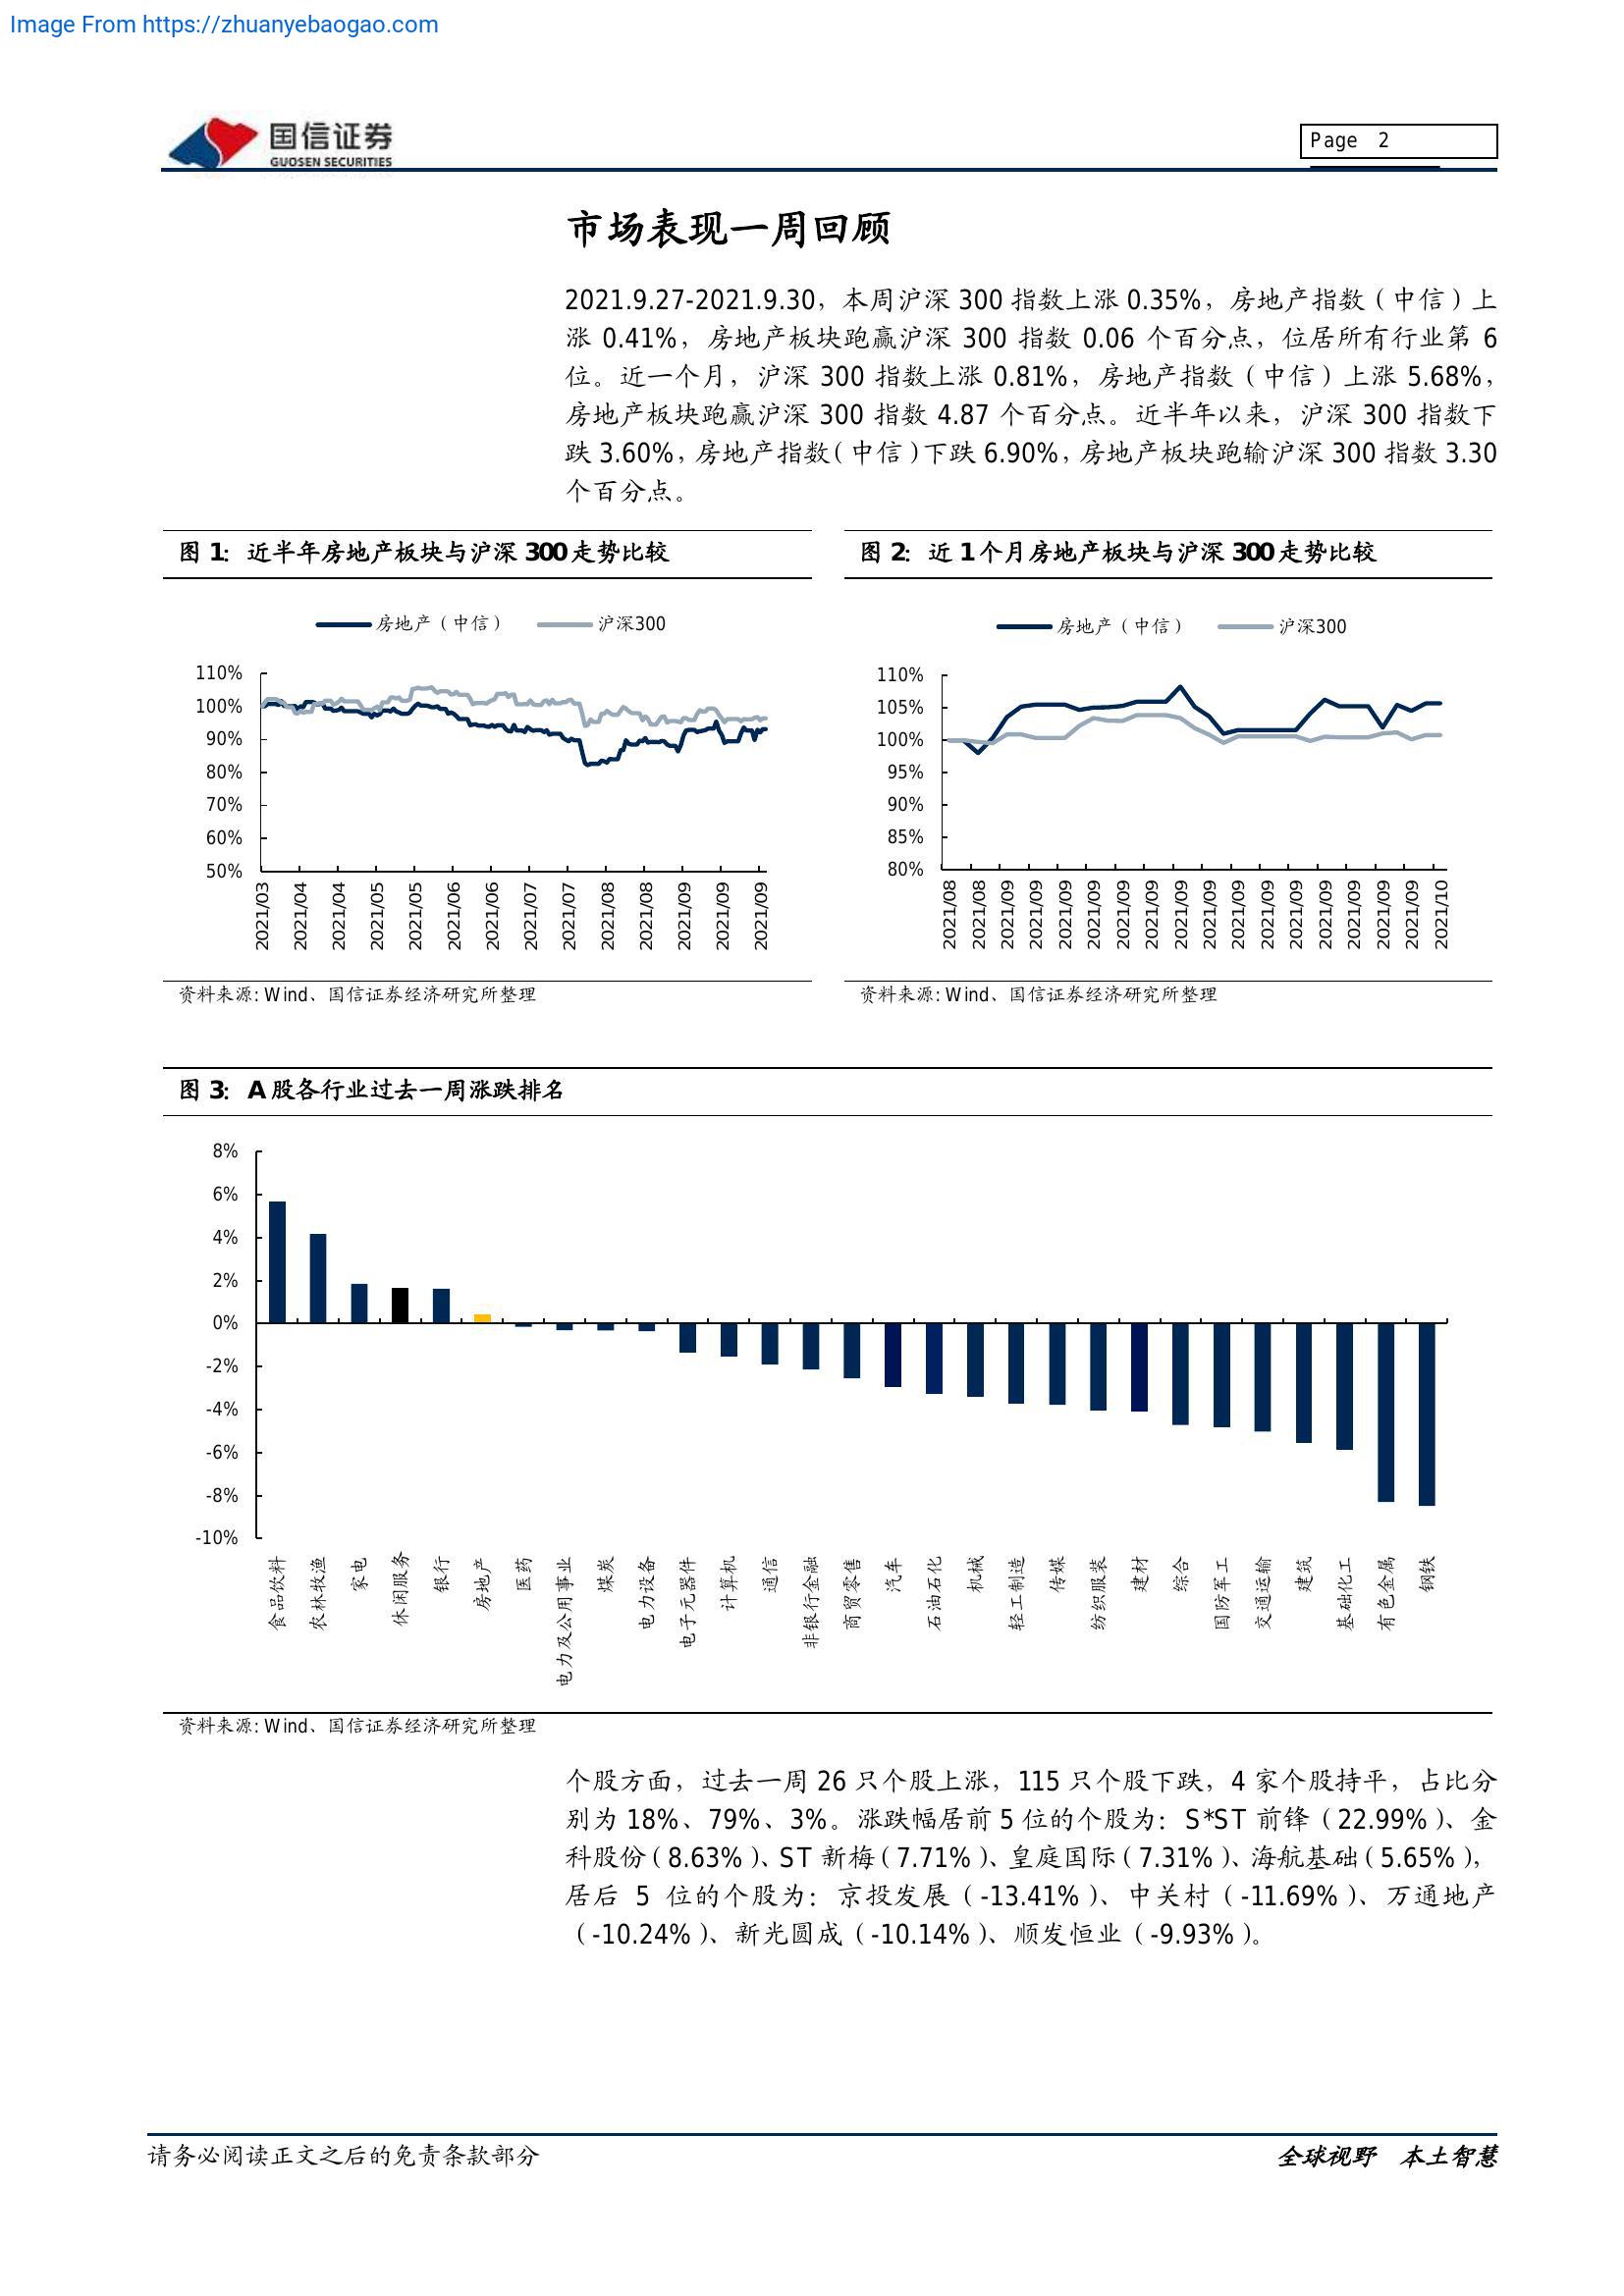 Image From https://zhuanyebaogao.com
国信证券
GUOSEN SECURITIES
Page 2
市场表现一周回顾
2021.9.27-2021.9.30，本周沪深 300 指数上涨 0.35%，房地产指数（中信）上
涨 0.41%，房地产板块跑赢沪深 300 指数 0.06 个百分点，位居所有行业第 6
位。近一个月，沪深 300 指数上涨 0.81%，房地产指数（中信）上涨 5.68%，
房地产板块跑赢沪深 300 指数 4.87 个百分点。近半年以来，沪深 300 指数下
跌 3.60%，房地产指数（中信）下跌 6.90%，房地产板块跑输沪深 300 指数 3.30
个百分点。
图 1：近半年房地产板块与沪深 300 走势比较
房地产（中信） 沪深300
110%
100%
90%
80%
70%
60%
50%
2021/03 2021/04 2021/04 2021/05 2021/05 2021/06 2021/06 2021/07 2021/07 2021/08 2021/08 2021/09 2021/09 2021/09
资料来源: Wind、国信证券经济研究所整理
图 2：近 1 个月房地产板块与沪深 300 走势比较
房地产（中信） 沪深300
110%
105%
100%
95%
90%
85%
80%
2021/08 2021/08 2021/09 2021/09 2021/09 2021/09 2021/09 2021/09 2021/09 2021/09 2021/09 2021/09 2021/09 2021/09 2021/09 2021/09 2021/09 2021/10
资料来源: Wind、国信证券经济研究所整理
图 3：A 股各行业过去一周涨跌排名
8%
6%
4%
2%
0%
-2%
-4%
-6%
-8%
-10%
食品饮料 农林牧渔 家电 休闲服务 银行 房地产 医药 电力及公用事业 煤炭 电力设备 电子元器件 计算机 通信 非银行金融 商贸零售 汽车 石油石化 机械 轻工制造 传媒 纺织服装 建材 综合 国防军工 交通运输 建筑 基础化工 有色金属 钢铁
资料来源: Wind、国信证券经济研究所整理
个股方面，过去一周 26 只个股上涨，115 只个股下跌，4 家个股持平，占比分
别为 18%、79%、3%。涨跌幅居前 5 位的个股为：S*ST 前锋（22.99%）、金
科股份（8.63%）、ST 新梅（7.71%）、皇庭国际（7.31%）、海航基础（5.65%），
居后 5 位的个股为：京投发展（-13.41%）、中关村（-11.69%）、万通地产
（-10.24%）、新光圆成（-10.14%）、顺发恒业（-9.93%）。
请务必阅读正文之后的免责条款部分
全球视野 本土智慧